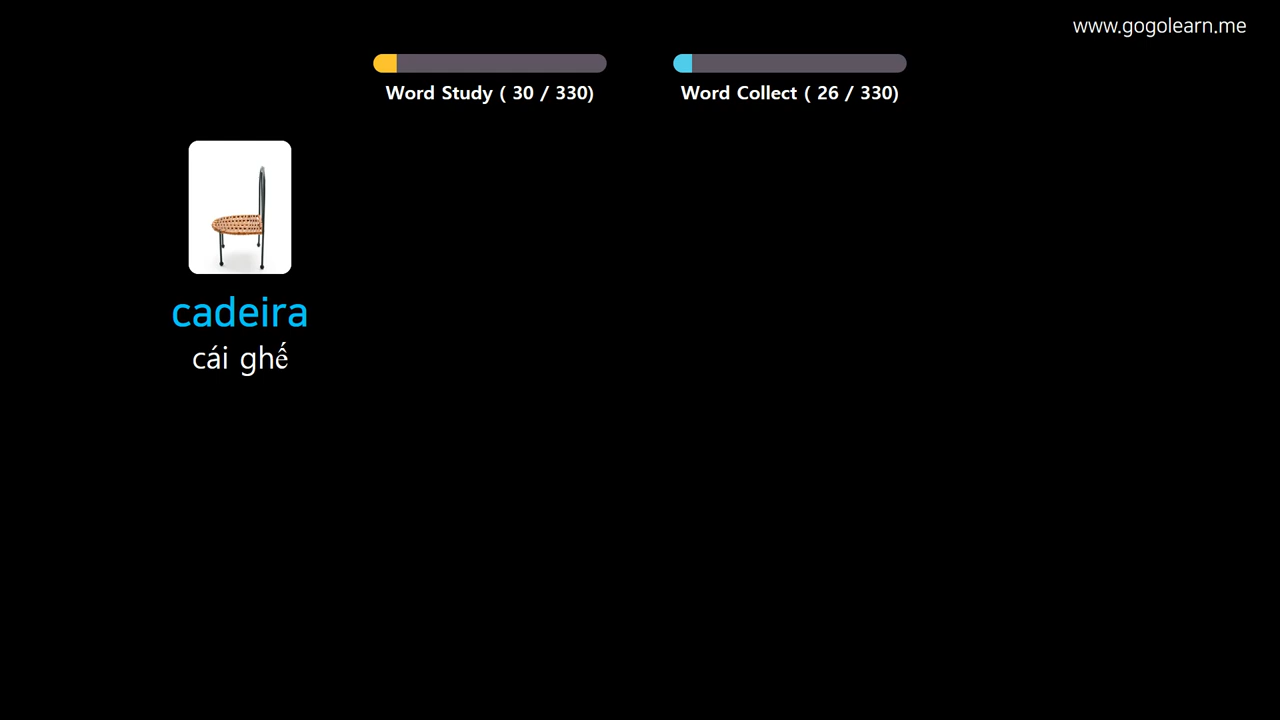 www.gogolearn.me
Word Study ( 30 / 330)
Word Collect ( 26 / 330)
cadeira
cái ghế